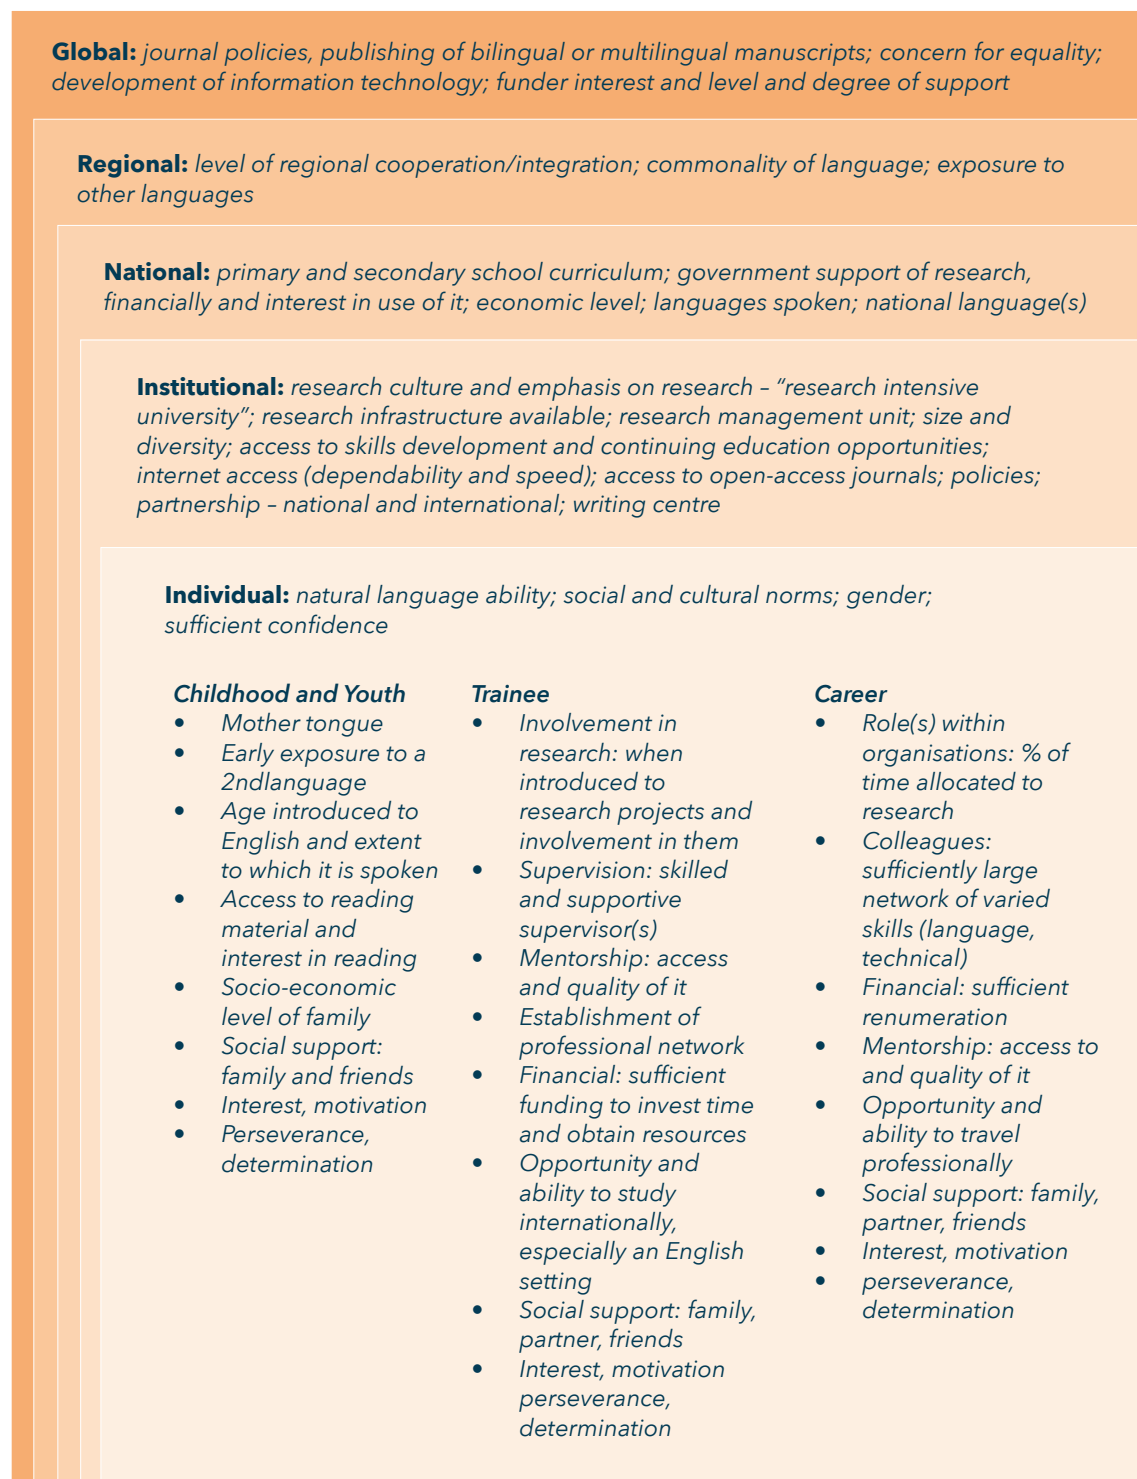 Global: journal policies, publishing of bilingual or multilingual manuscripts; concern for equality;
development of information technology; funder interest and level and degree of support
Regional: level of regional cooperation/integration; commonality of language; exposure to
other languages
National: primary and secondary school curriculum; government support of research,
financially and interest in use of it; economic level; languages spoken; national language(s)
Institutional: research culture and emphasis on research – “research intensive
university”; research infrastructure available; research management unit; size and
diversity; access to skills development and continuing education opportunities;
internet access (dependability and speed); access to open-access journals; policies;
partnership – national and international; writing centre
Individual: natural language ability; social and cultural norms; gender;
sufficient confidence
Childhood and Youth
• Mother tongue
• Early exposure to a
2ndlanguage
• Age introduced to
English and extent
to which it is spoken
• Access to reading
material and
interest in reading
• Socio-economic
level of family
• Social support:
family and friends
• Interest, motivation
• Perseverance,
determination
Trainee
• Involvement in
research: when
introduced to
research projects and
involvement in them
• Supervision: skilled
and supportive
supervisor(s)
• Mentorship: access
and quality of it
• Establishment of
professional network
• Financial: sufficient
funding to invest time
and obtain resources
• Opportunity and
ability to study
internationally,
especially an English
setting
• Social support: family,
partner, friends
• Interest, motivation
perseverance,
determination
Career
• Role(s) within
organisations: % of
time allocated to
research
• Colleagues:
sufficiently large
network of varied
skills (language,
technical)
• Financial: sufficient
renumeration
• Mentorship: access to
and quality of it
• Opportunity and
ability to travel
professionally
• Social support: family,
partner, friends
• Interest, motivation
• perseverance,
determination